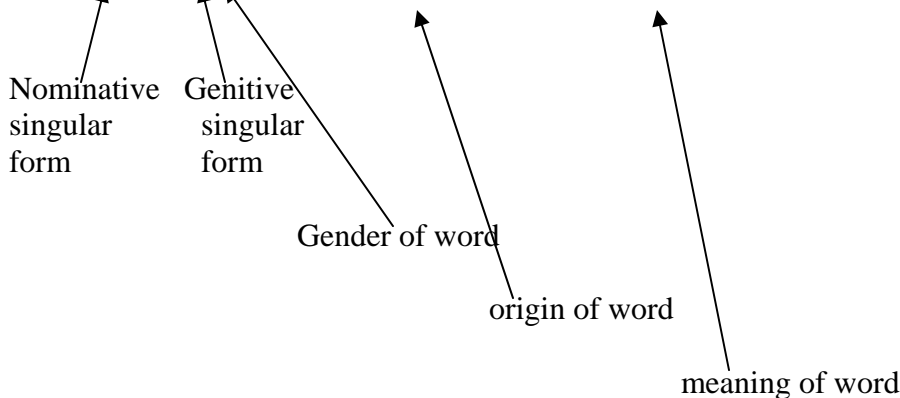 Nominative Genitive
singular singular
form form
Gender of word
origin of word
meaning of word